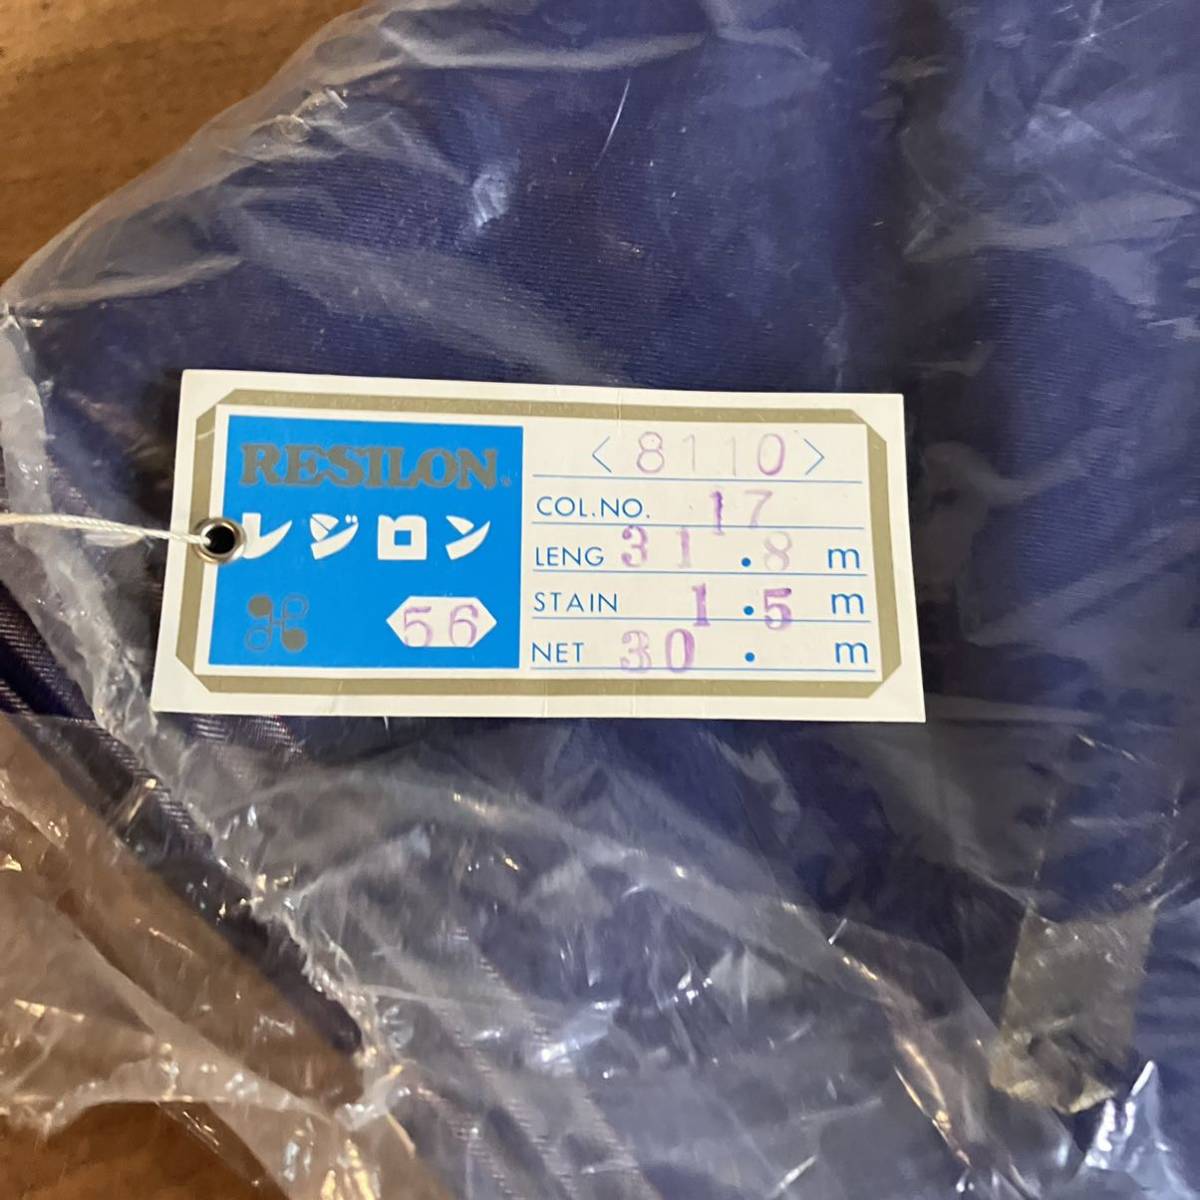 RESILON
レジロン
56
<8110>
COL.NO. 17
LENG 31.8 m
STAIN 1.5 m
NET 30. m